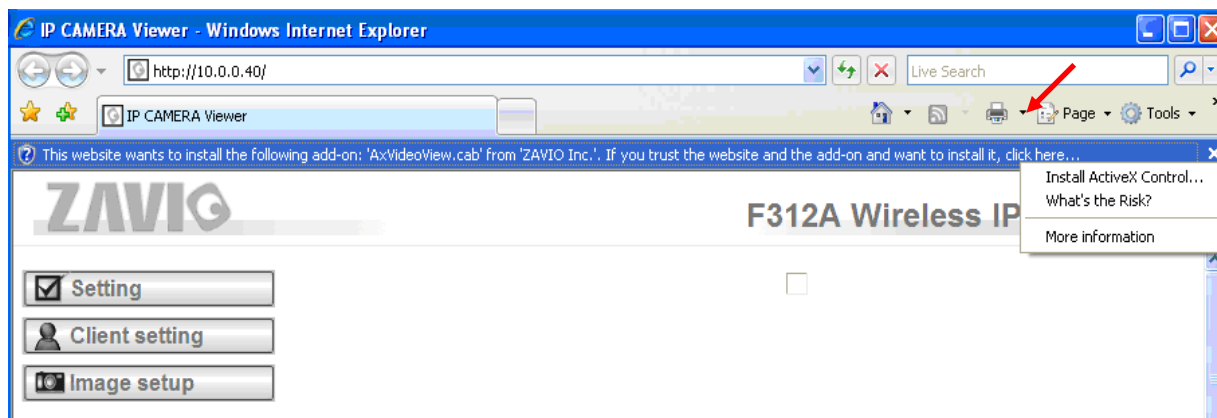 IP CAMERA Viewer - Windows Internet Explorer
http://10.0.0.40/
Live Search
IP CAMERA Viewer
Page
Tools
This website wants to install the following add-on: 'AxVideoView.cab' from 'ZAVIO Inc.'. If you trust the website and the add-on and want to install it, click here...
Install ActiveX Control...
What's the Risk?
More information
ZAVIO
F312A Wireless IP
Setting
Client setting
Image setup